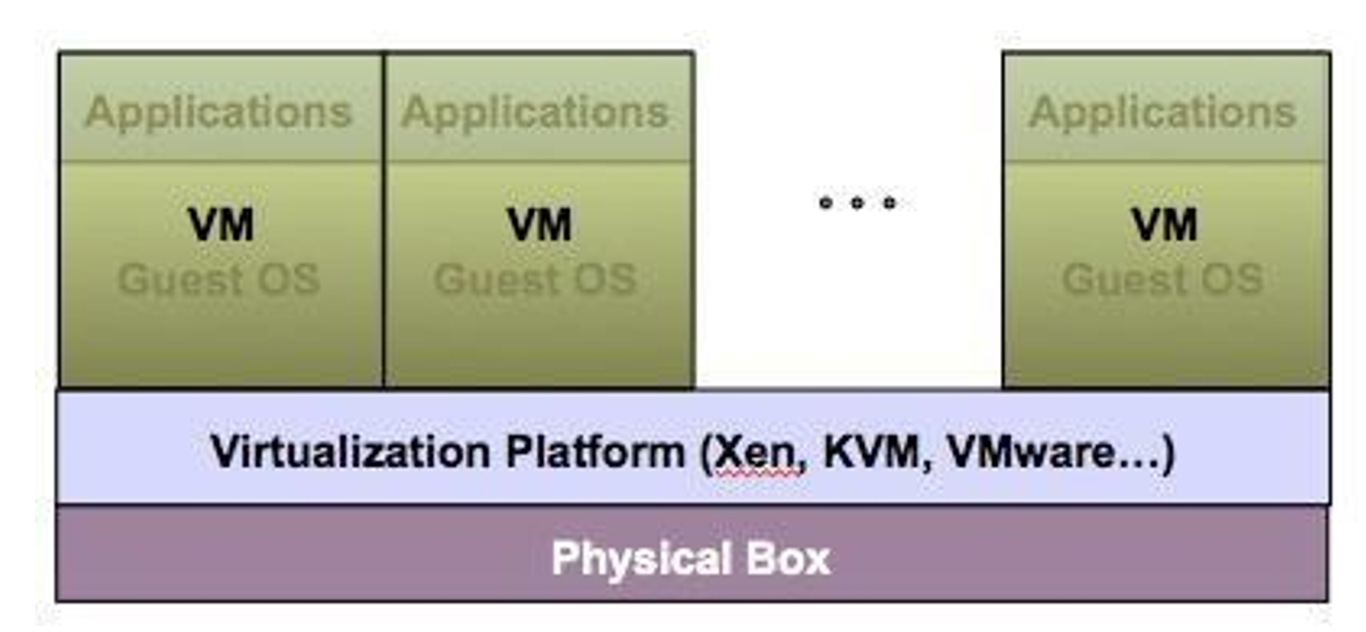 Applications Applications Applications
VM VM ... VM
Guest OS Guest OS Guest OS
Virtualization Platform (Xen, KVM, VMware...)
Physical Box